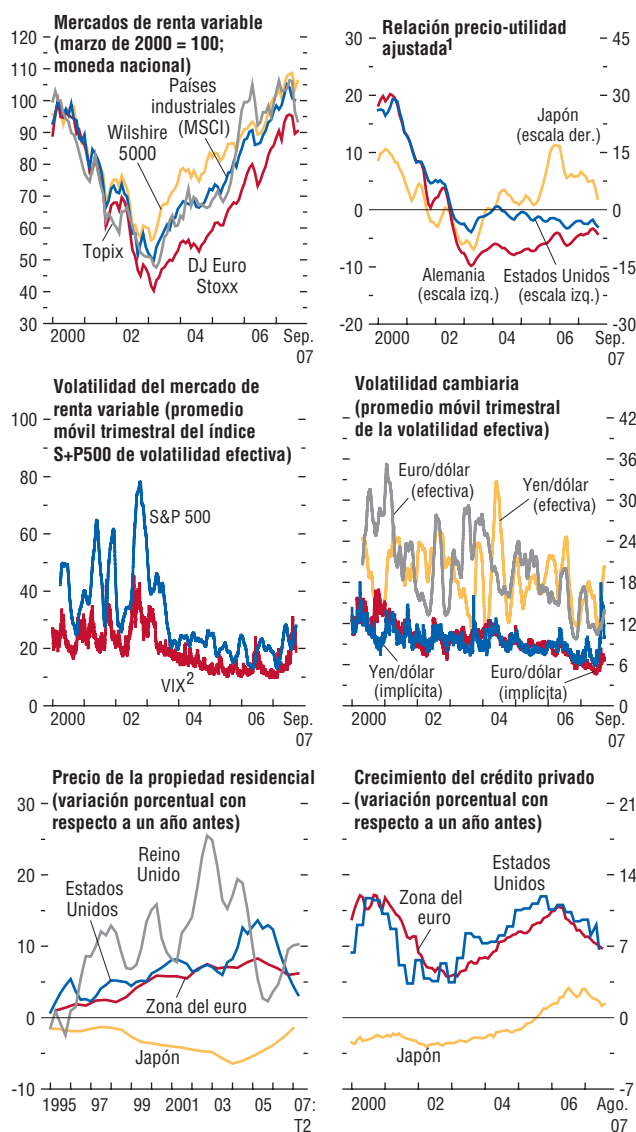 Mercados de renta variable
(marzo de 2000 = 100;
moneda nacional)
120
110
100
90
80
70
60
50
40
30
Países
industriales
(MSCI)
Wilshire
5000
Topix
DJ Euro
Stoxx
2000 02 04 06 Sep.
07
Relación precio-utilidad
ajustada1
30
20
10
0
-10
-20
45
30
15
0
-15
-30
Japón
(escala der.)
Alemania
(escala izq.)
Estados Unidos
(escala izq.)
2000 02 04 06 Sep.
07
Volatilidad del mercado de
renta variable (promedio
móvil trimestral del índice
S+P500 de volatilidad efectiva)
100
80
60
40
20
0
S&P 500
VIX2
2000 02 04 06 Sep.
07
Volatilidad cambiaria
(promedio móvil trimestral
de la volatilidad efectiva)
42
36
30
24
18
12
6
0
Euro/dólar
(efectiva)
Yen/dólar
(efectiva)
Yen/dólar
(implícita)
Euro/dólar
(implícita)
2000 02 04 06 Sep.
07
Precio de la propiedad residencial
(variación porcentual con
respecto a un año antes)
30
20
10
0
-10
Reino
Unido
Estados
Unidos
Zona del euro
Japón
1995 97 99 2001 03 05 07:
T2
Crecimiento del crédito privado
(variación porcentual con
respecto a un año antes)
21
14
7
0
-7
Estados
Unidos
Zona del
euro
Japón
2000 02 04 06 Ago.
07